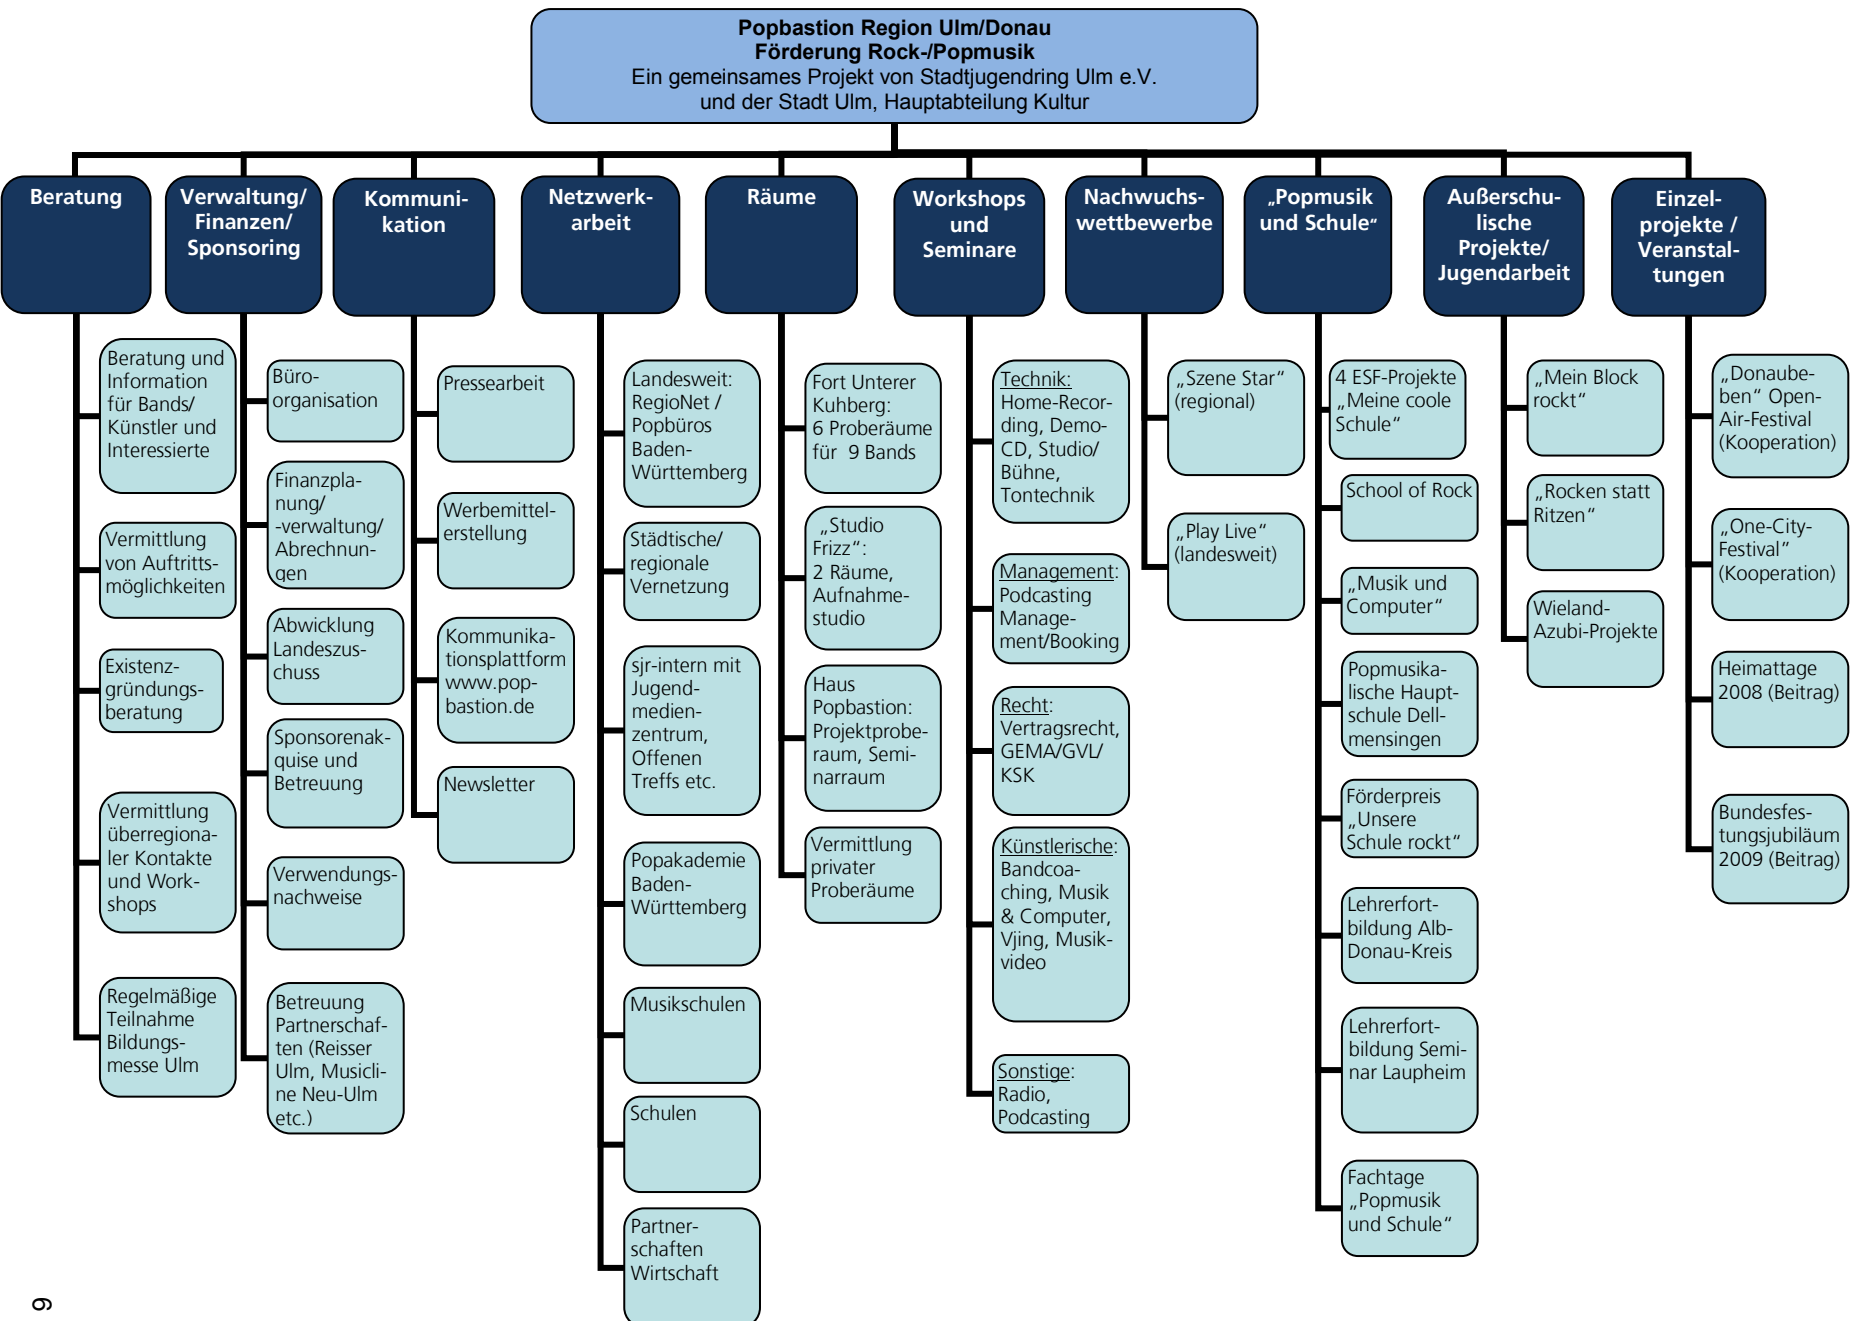 Popbastion Region Ulm/Donau
Förderung Rock-/Popmusik
Ein gemeinsames Projekt von Stadtjugendring Ulm e.V.
und der Stadt Ulm, Hauptabteilung Kultur
Beratung
Beratung und
Information
für Bands/
Künstler und
Interessierte
Vermittlung
von Auftritts-
möglichkeiten
Existenz-
gründungs-
beratung
Vermittlung
überregiona-
ler Kontakte
und Work-
shops
Regelmäßige
Teilnahme
Bildungs-
messe Ulm
Verwaltung/
Finanzen/
Sponsoring
Büro-
organisation
Finanzpla-
nung/
-verwaltung/
Abrechnun-
gen
Abwicklung
Landeszus-
chuss
Sponsorenak-
quise und
Betreuung
Verwendungs-
nachweise
Betreuung
Partnerschaf-
ten (Reisser
Ulm, Musicli-
ne Neu-Ulm
etc.)
Kommuni-
kation
Pressearbeit
Werbemittel-
erstellung
Kommunika-
tionsplattform
www.pop-
bastion.de
Newsletter
Netzwerk-
arbeit
Landesweit:
RegioNet /
Popbüros
Baden-
Württemberg
Städtische/
regionale
Vernetzung
sjr-intern mit
Jugend-
medien-
zentrum,
Offenen
Treffs etc.
Popakademie
Baden-
Württemberg
Musikschulen
Schulen
Partner-
schaften
Wirtschaft
Räume
Fort Unterer
Kuhberg:
6 Proberäume
für  9 Bands
„Studio
Frizz“:
2 Räume,
Aufnahme-
studio
Haus
Popbastion:
Projektprobe-
raum, Semi-
narraum
Vermittlung
privater
Proberäume
Workshops
und
Seminare
Technik:
Home-Recor-
ding, Demo-
CD, Studio/
Bühne,
Tontechnik
Management:
Podcasting
Manage-
ment/Booking
Recht:
Vertragsrecht,
GEMA/GVL/
KSK
Künstlerische:
Bandcoa-
ching, Musik
& Computer,
Vjing, Musik-
video
Sonstige:
Radio,
Podcasting
Nachwuchs-
wettbewerbe
„Szene Star“
(regional)
„Play Live“
(landesweit)
„Popmusik
und Schule“
4 ESF-Projekte
„Meine coole
Schule“
School of Rock
„Musik und
Computer“
Popmusika-
lische Haupt-
schule Dell-
mensingen
Förderpreis
„Unsere
Schule rockt“
Lehrerfort-
bildung Alb-
Donau-Kreis
Lehrerfort-
bildung Semi-
nar Laupheim
Fachtage
„Popmusik
und Schule“
Außerschu-
lische
Projekte/
Jugendarbeit
„Mein Block
rockt“
„Rocken statt
Ritzen“
Wieland-
Azubi-Projekte
Einzel-
projekte /
Veranstal-
tungen
„Donaube-
ben“ Open-
Air-Festival
(Kooperation)
„One-City-
Festival“
(Kooperation)
Heimattage
2008 (Beitrag)
Bundesfes-
tungsjubiläum
2009 (Beitrag)
9